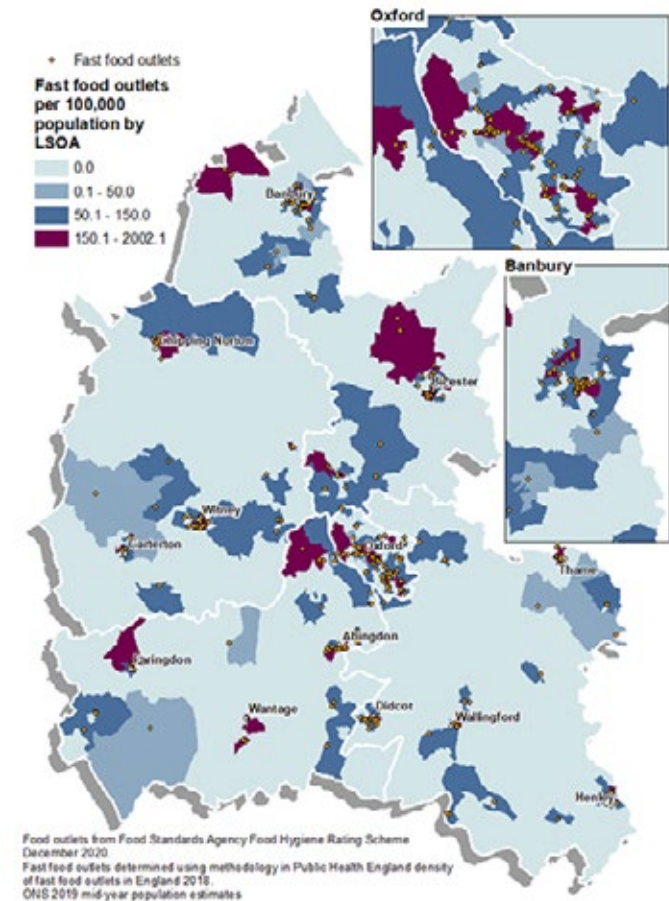 Fast food outlets
Fast food outlets
per 100,000
population by
LSOA
0.0
0.1 - 50.0
50.1 - 150.0
150.1 - 2002.1
Oxford
Banbury
Banbury
Chipping Norton
Bicester
Witney
Carterton
Oxford
Thame
Abingdon
Faringdon
Wantage
Didcot
Wallingford
Henley
Food outlets from Food Standards Agency Food Hygiene Rating Scheme
December 2020.
Fast food outlets determined using methodology in Public Health England density
of fast food outlets in England 2018.
ONS 2019 mid-year population estimates